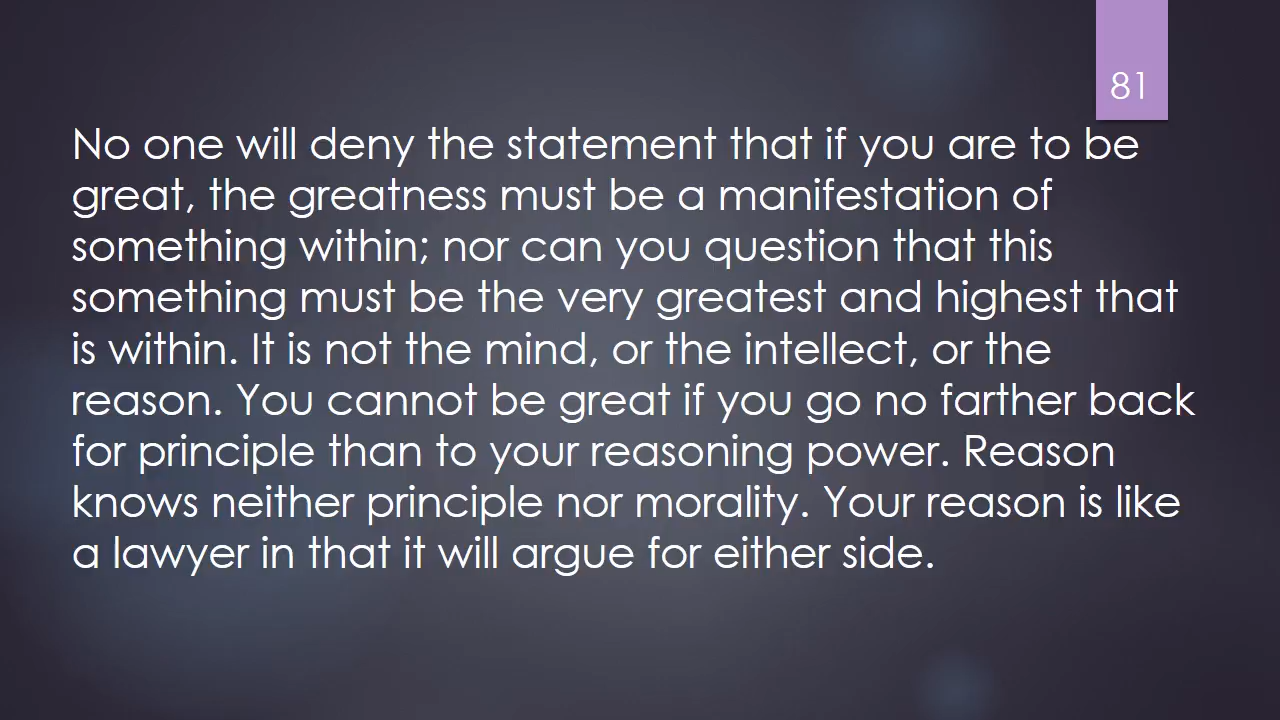 81
No one will deny the statement that if you are to be
great, the greatness must be a manifestation of
something within; nor can you question that this
something must be the very greatest and highest that
is within. It is not the mind, or the intellect, or the
reason. You cannot be great if you go no farther back
for principle than to your reasoning power. Reason
knows neither principle nor morality. Your reason is like
a lawyer in that it will argue for either side.